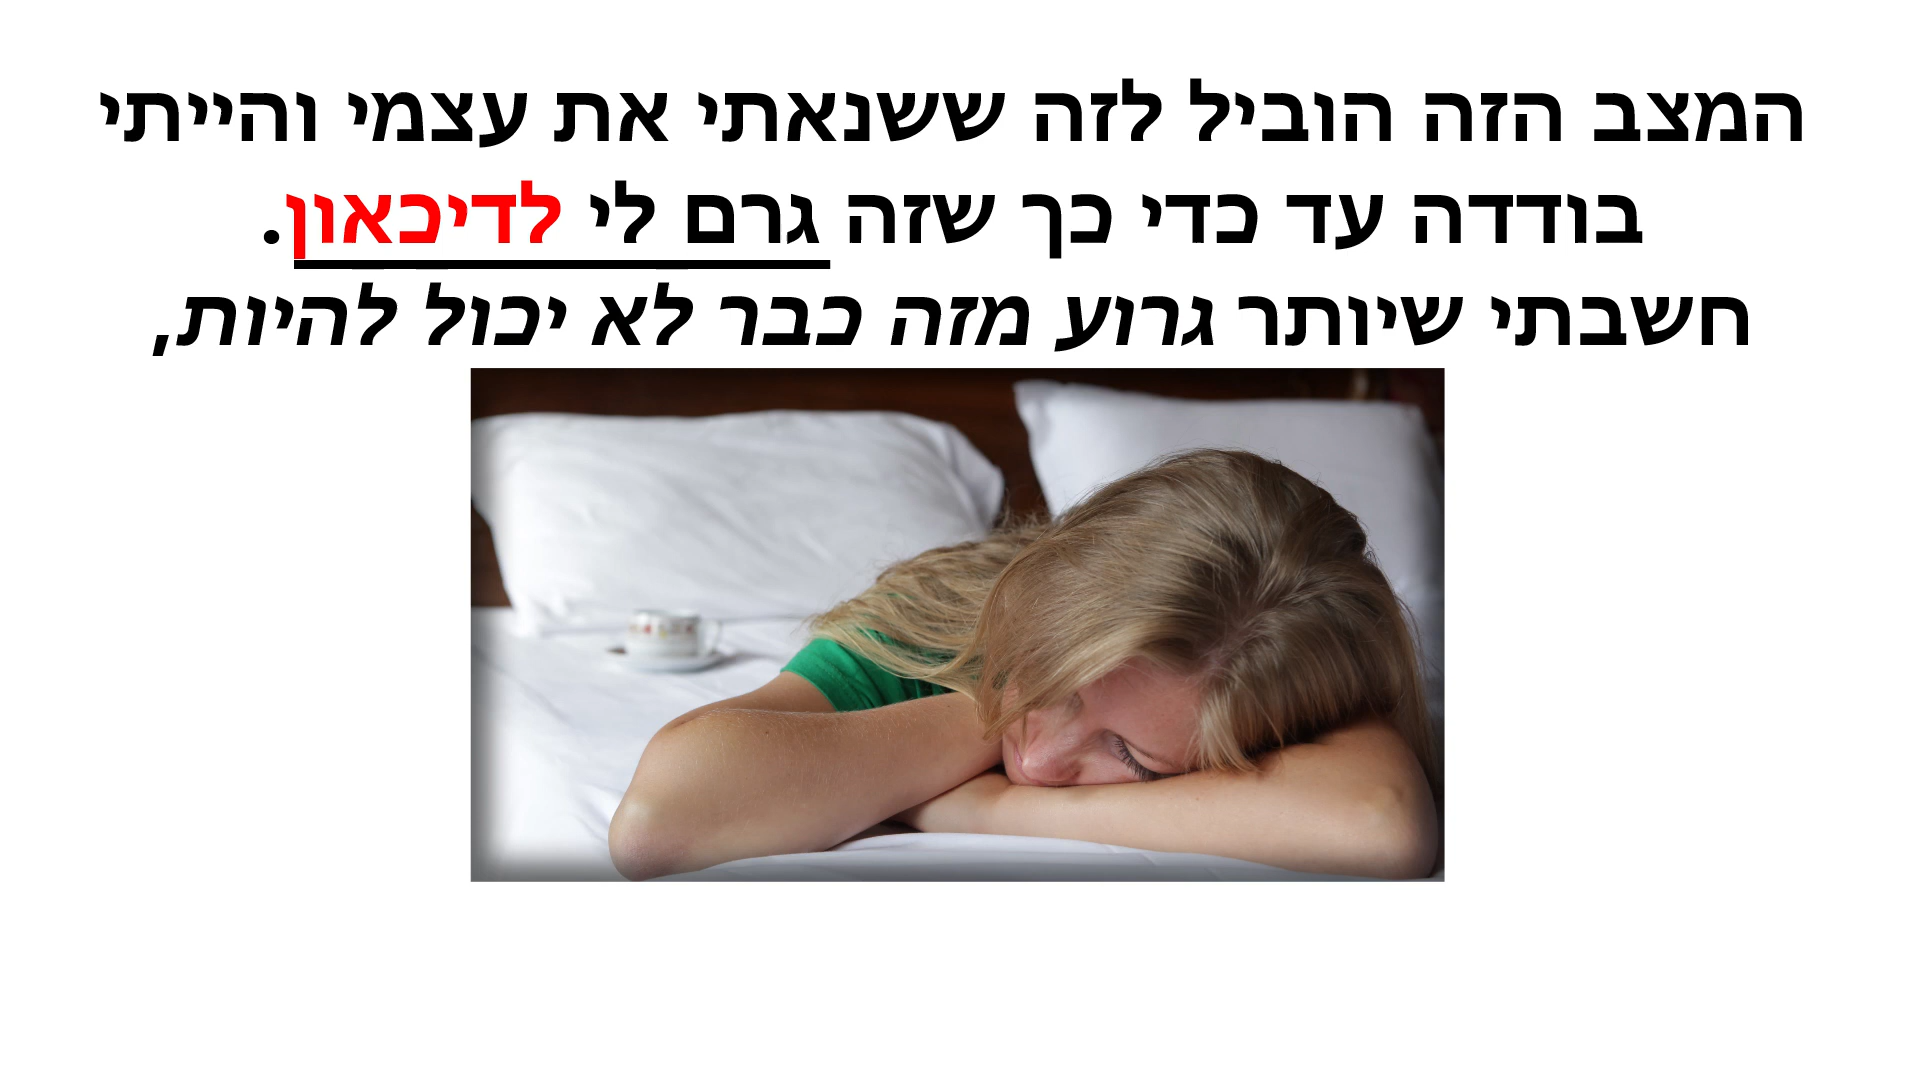 המצב הזה הוביל לזה ששנאתי את עצמי והייתי
בודדה עד כדי כך שזה גרם לי לדיכאון.
חשבתי שיותר גרוע מזה כבר לא יכול להיות,